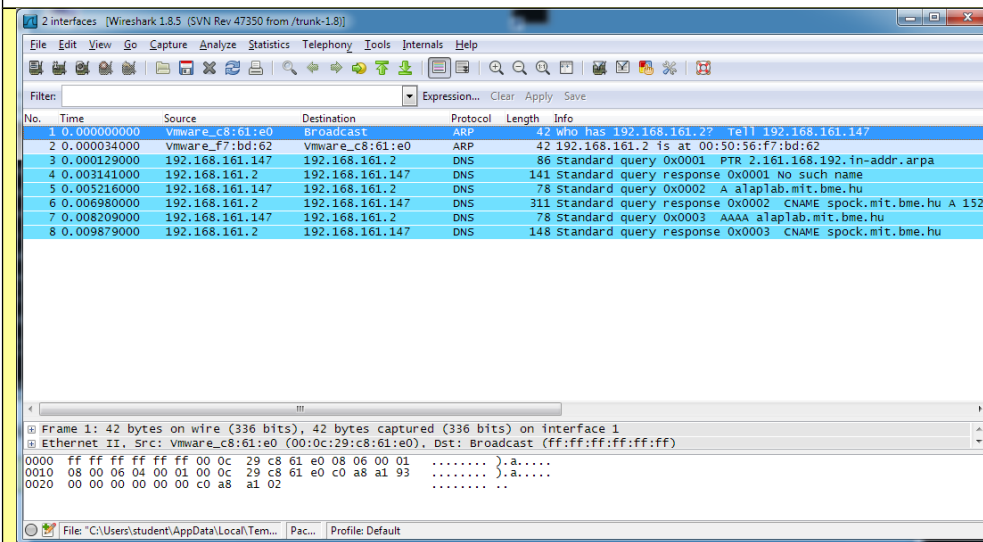 2 interfaces [Wireshark 1.8.5 (SVN Rev 47350 from /trunk-1.8)]
File Edit View Go Capture Analyze Statistics Telephony Tools Internals Help
Filter: Expression... Clear Apply Save
No. Time Source Destination Protocol Length Info
1 0.000000000 Vmware_c8:61:e0 Broadcast ARP 42 Who has 192.168.161.2? Tell 192.168.161.147
2 0.000034000 Vmware_f7:bd:62 Vmware_c8:61:e0 ARP 42 192.168.161.2 is at 00:50:56:f7:bd:62
3 0.000129000 192.168.161.147 192.168.161.2 DNS 86 Standard query 0x0001 PTR 2.161.168.192.in-addr.arpa
4 0.003141000 192.168.161.2 192.168.161.147 DNS 141 Standard query response 0x0001 No such name
5 0.005216000 192.168.161.147 192.168.161.2 DNS 78 Standard query 0x0002 A alaplab.mit.bme.hu
6 0.006980000 192.168.161.2 192.168.161.147 DNS 311 Standard query response 0x0002 CNAME spock.mit.bme.hu A 152
7 0.008209000 192.168.161.147 192.168.161.2 DNS 78 Standard query 0x0003 AAAA alaplab.mit.bme.hu
8 0.009879000 192.168.161.2 192.168.161.147 DNS 148 Standard query response 0x0003 CNAME spock.mit.bme.hu
Frame 1: 42 bytes on wire (336 bits), 42 bytes captured (336 bits) on interface 1
Ethernet II, Src: Vmware_c8:61:e0 (00:0c:29:c8:61:e0), Dst: Broadcast (ff:ff:ff:ff:ff:ff)
0000 ff ff ff ff ff ff 00 0c 29 c8 61 e0 08 06 00 01 ........ ).a.....
0010 08 00 06 04 00 01 00 0c 29 c8 61 e0 c0 a8 a1 93 ........ ).a.....
0020 00 00 00 00 00 00 c0 a8 a1 02 ........ ..
File: "C:\Users\student\AppData\Local\Tem... Pac... Profile: Default